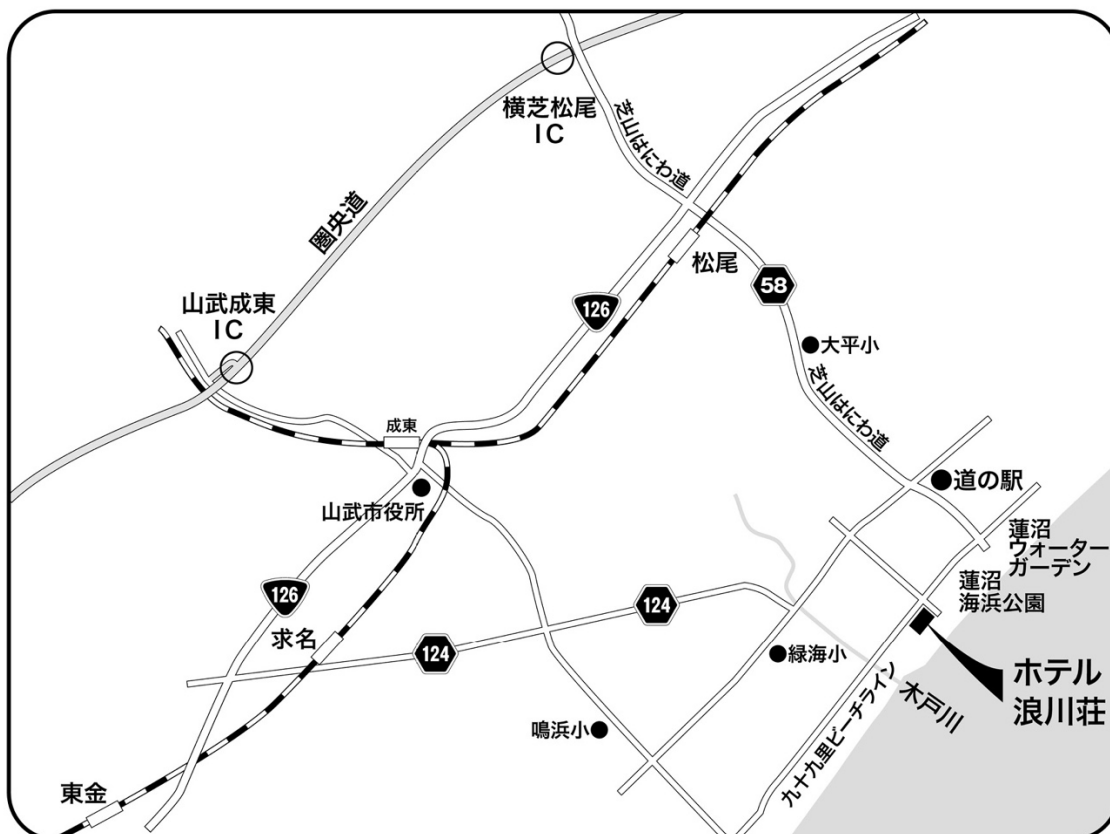 横芝松尾
IC
芝山はにわ道
圏央道
松尾
58
山武成東
IC
126
大平小
芝山はにわ道
成東
道の駅
山武市役所
蓮沼
ウォーター
ガーデン
蓮沼
海浜公園
126
124
求名
124
緑海小
ホテル
浪川荘
木戸川
鳴浜小
九十九里ビーチライン
東金